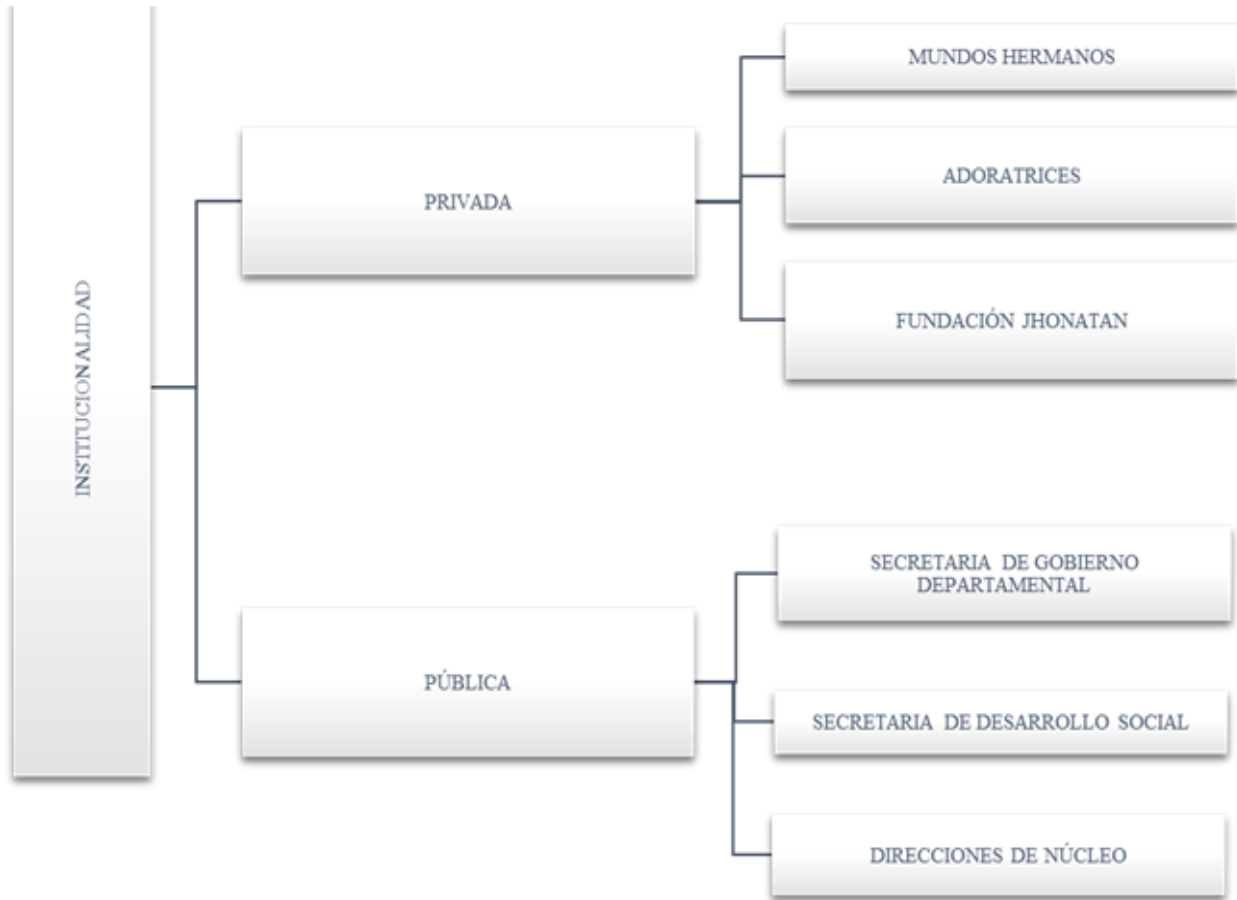 INSTITUCIONALIDAD
PRIVADA
MUNDOS HERMANOS
ADORATRICES
FUNDACIÓN JHONATAN
PÚBLICA
SECRETARIA DE GOBIERNO
DEPARTAMENTAL
SECRETARIA DE DESARROLLO SOCIAL
DIRECCIONES DE NÚCLEO